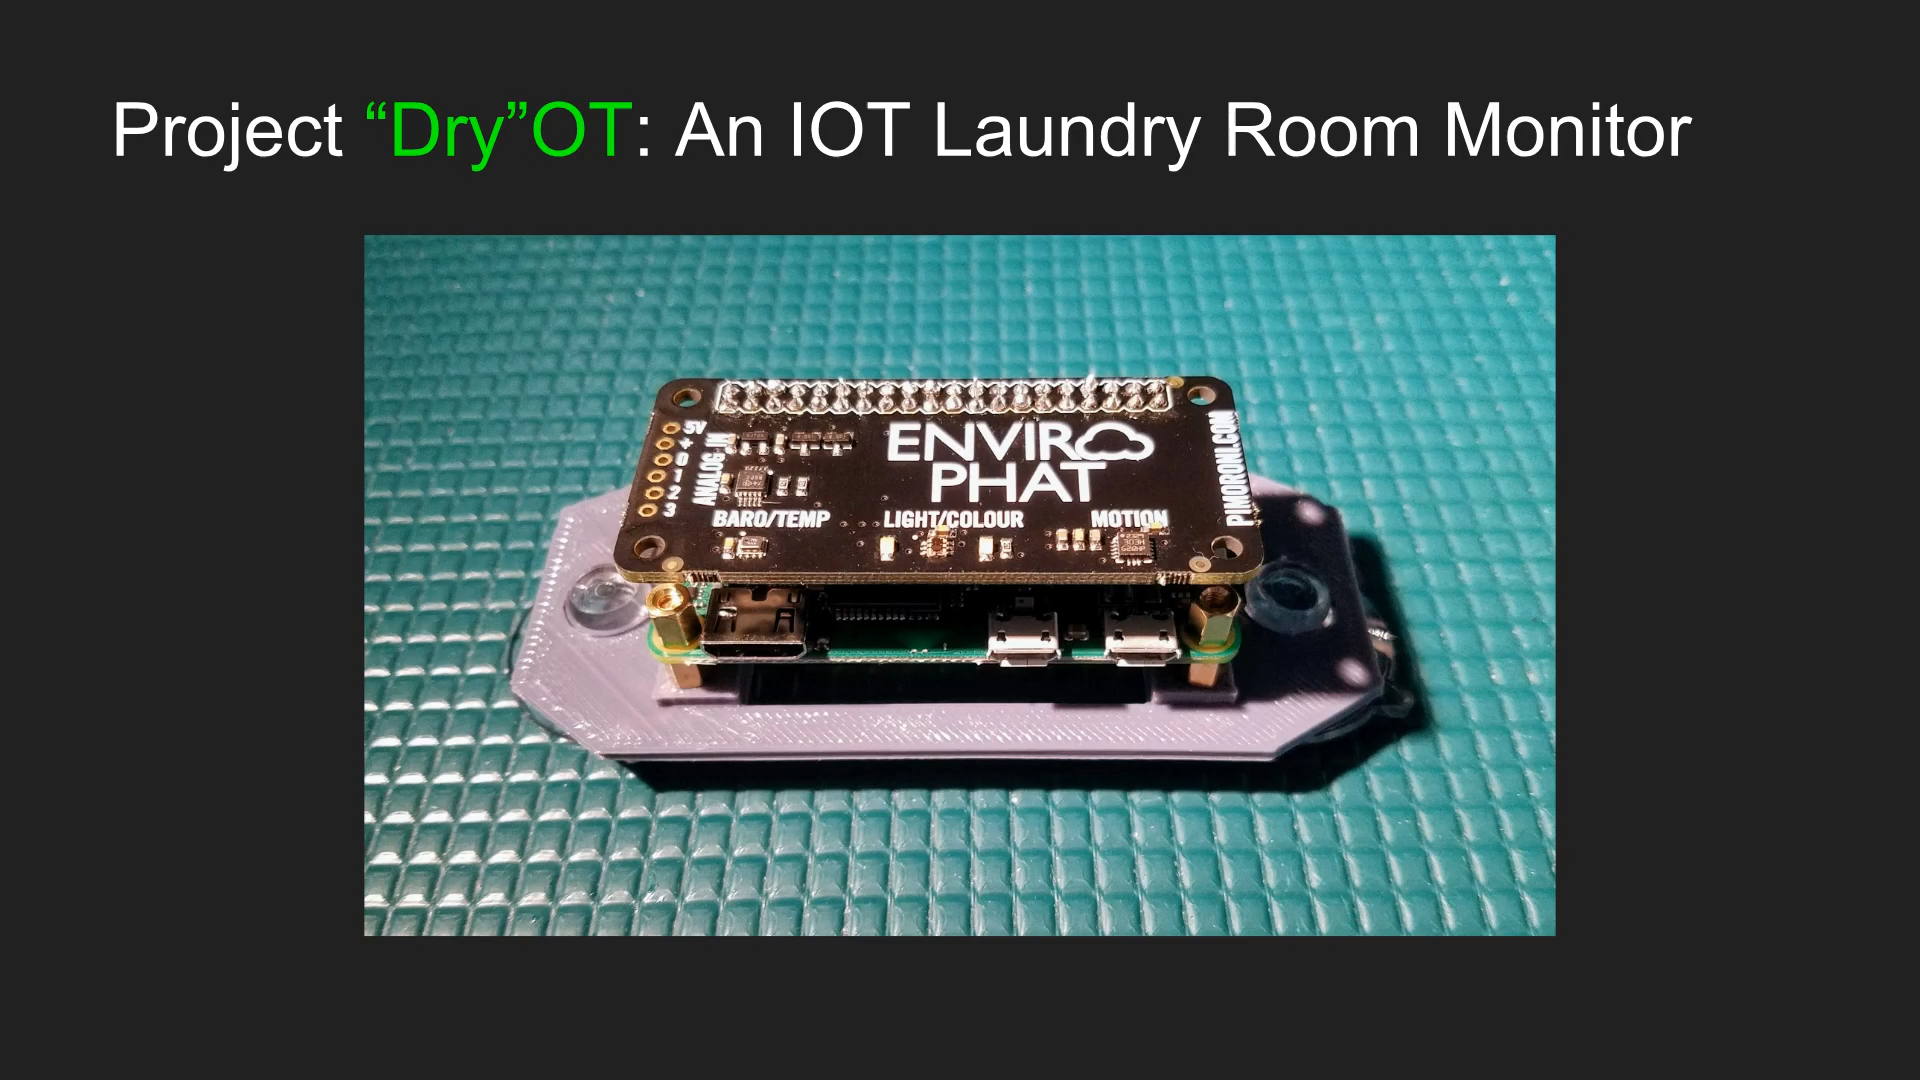 Project “Dry”OT: An IOT Laundry Room Monitor
ENVIRO
PHAT
PIMORONI.COM
5V
+
0
1
2
3
ANALOG IN
BARO/TEMP
LIGHT/COLOUR
MOTION